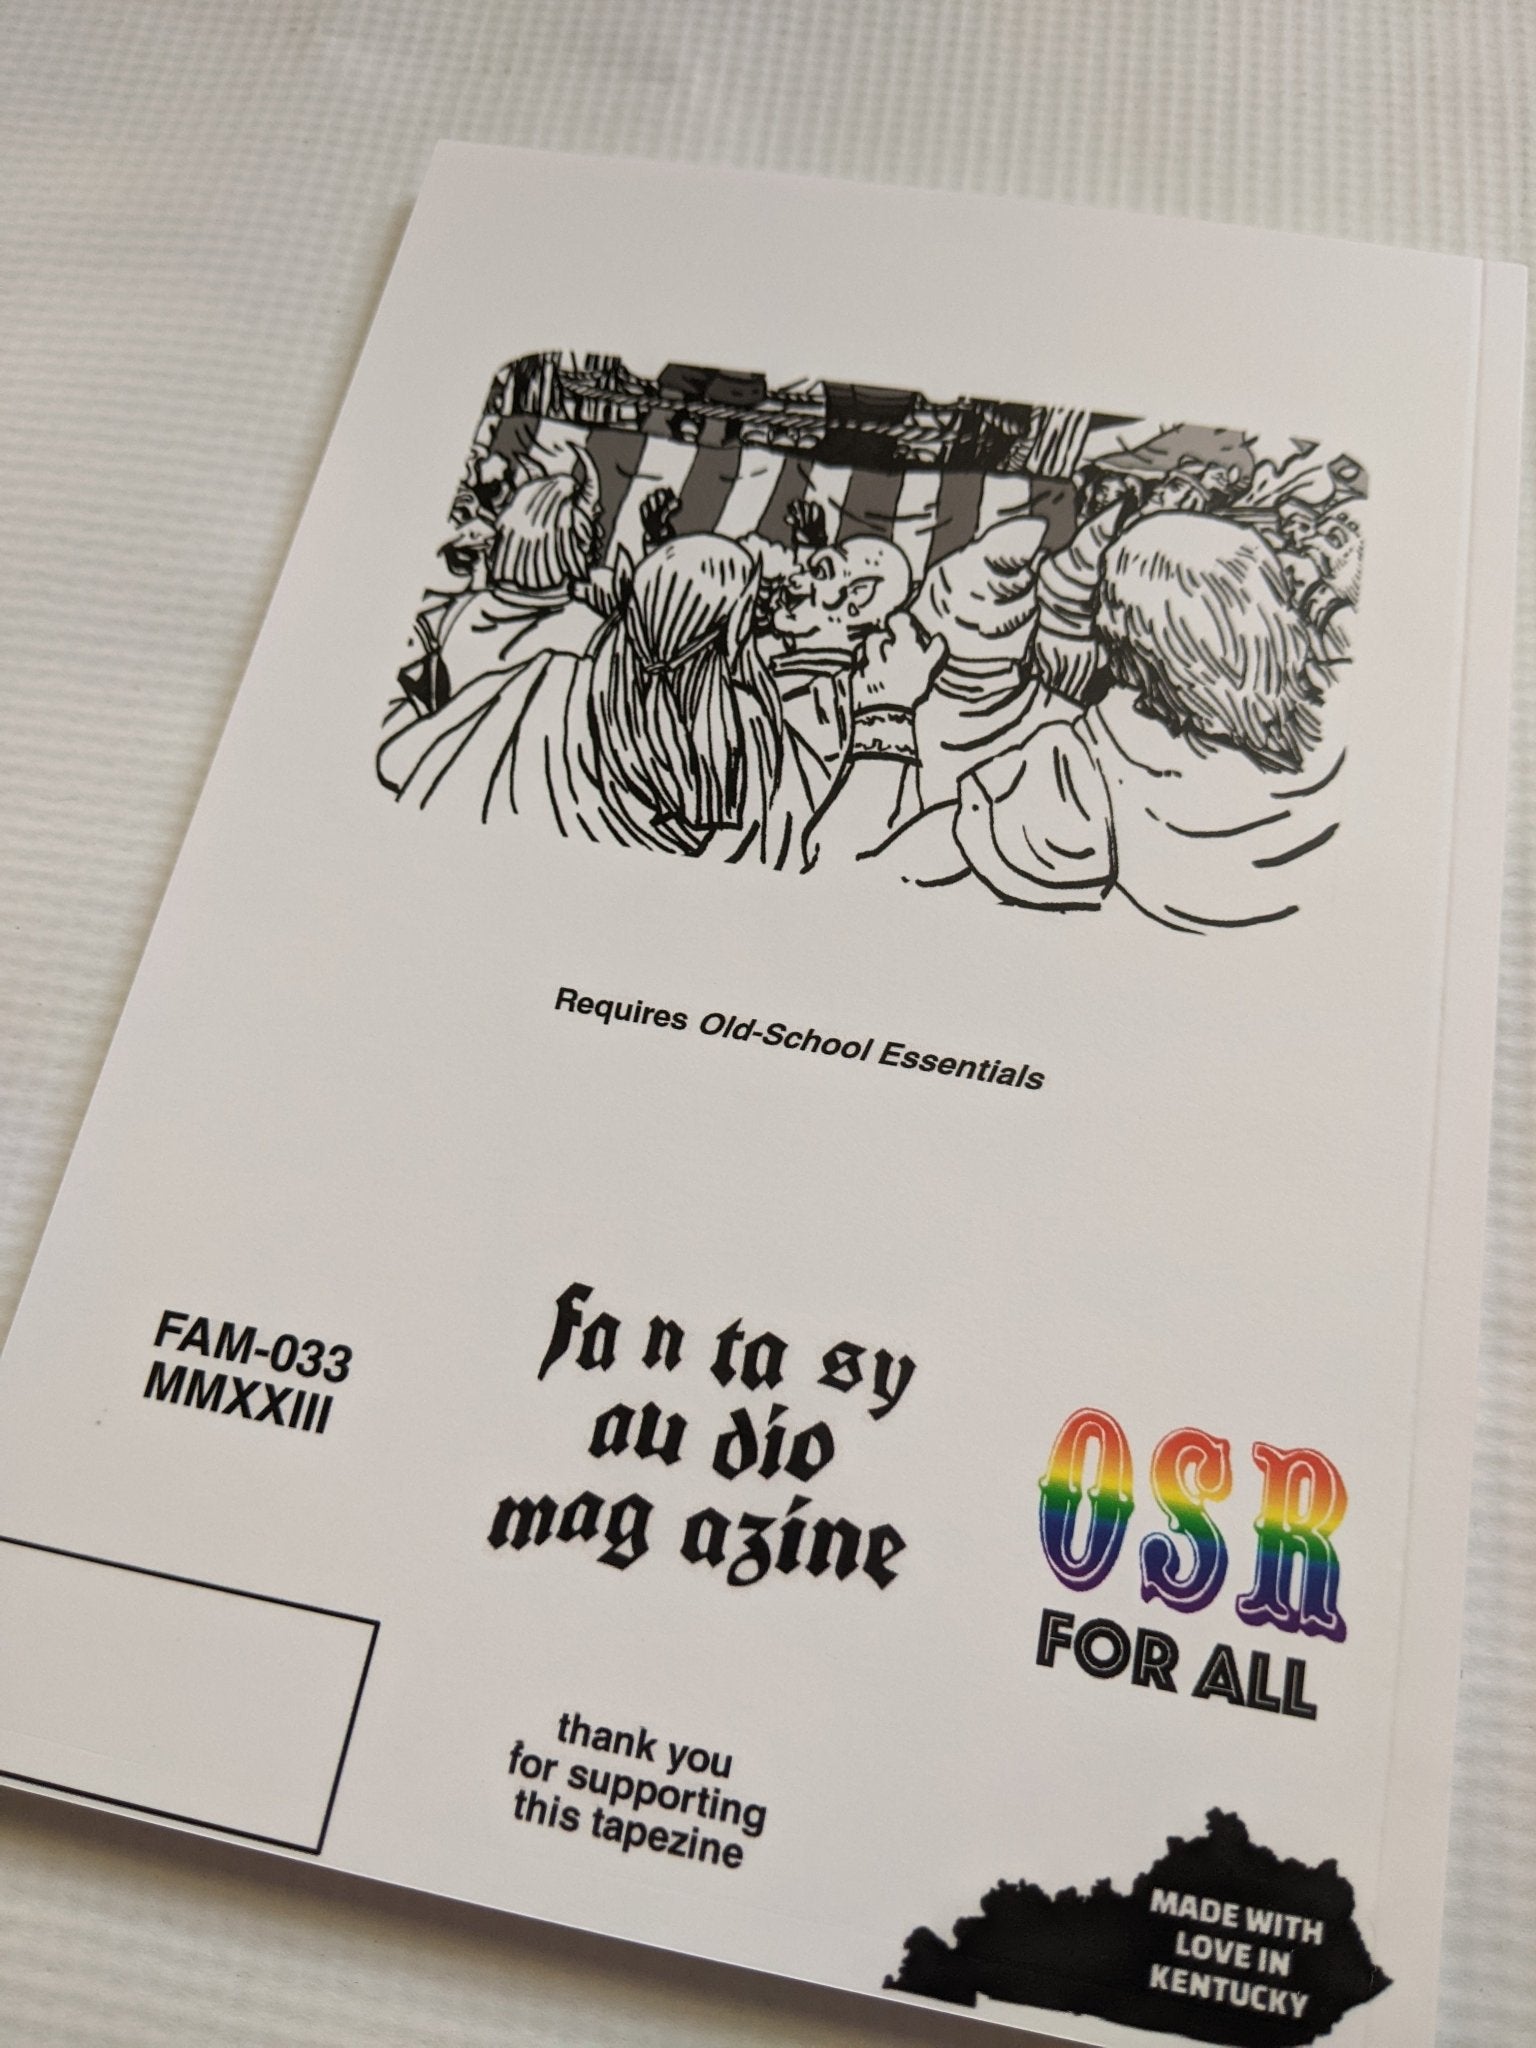 Requires Old-School Essentials
FAM-033
MMXXIII
fa n ta sy
au dio
mag azine
OSR
FOR ALL
thank you
for supporting
this tapezine
MADE WITH
LOVE IN
KENTUCKY